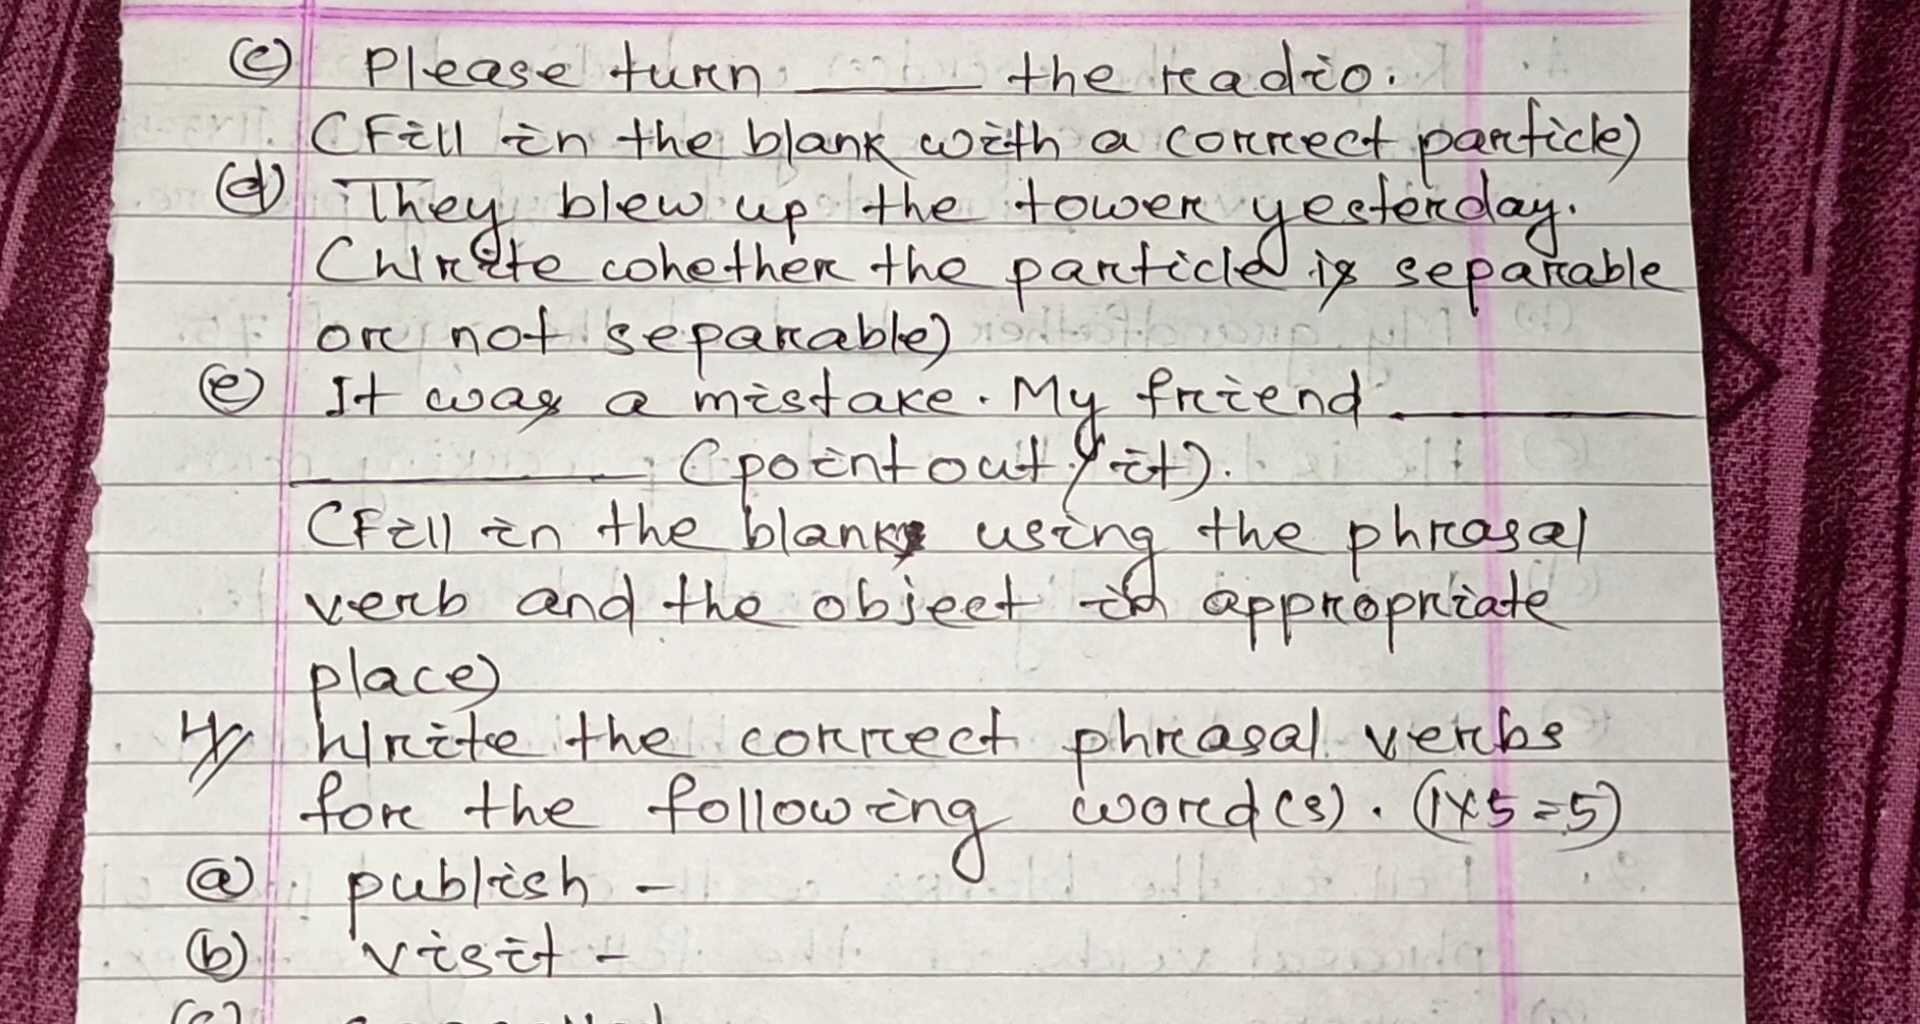 (c) Please turn ______ the radio.
(Fill in the blank with a correct particle)
(d) They blew up the tower yesterday.
(Write whether the particle is separable
or not separable)
(e) It was a mistake. My friend ______
______ (point out / it).
(Fill in the blank using the phrasal
verb and the object in appropriate
place)
4// Write the correct phrasal verbs
for the following word(s). (1×5=5)
(a) publish -
(b) visit -
(c)